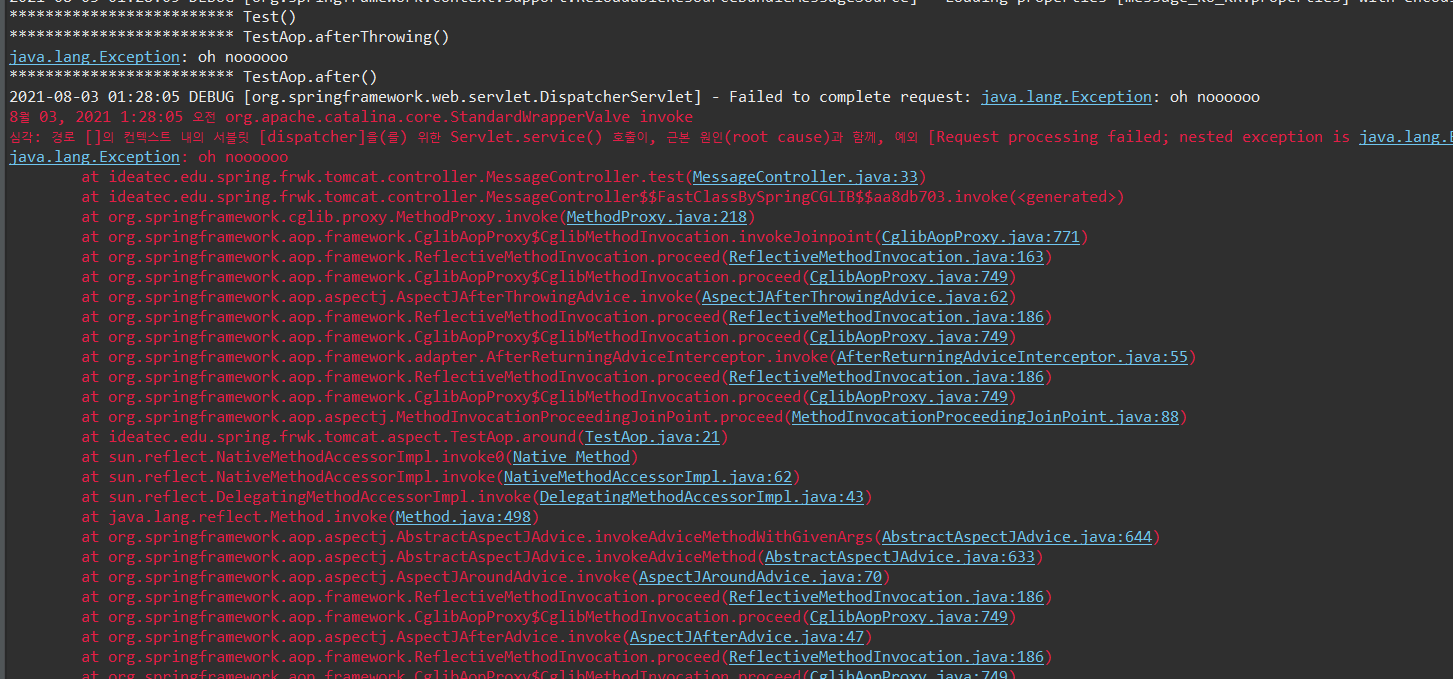 2021-08-03 01:28:05 DEBUG [org.springframework.context.support.ReloadableResourceBundleMessageSource] - Loading properties [message_ko_KR.properties] with encod
************************* Test()
************************* TestAop.afterThrowing()
java.lang.Exception: oh noooooo
************************* TestAop.after()
2021-08-03 01:28:05 DEBUG [org.springframework.web.servlet.DispatcherServlet] - Failed to complete request: java.lang.Exception: oh noooooo
8월 03, 2021 1:28:05 오전 org.apache.catalina.core.StandardWrapperValve invoke
심각: 경로 []의 컨텍스트 내의 서블릿 [dispatcher]을(를) 위한 Servlet.service() 호출이, 근본 원인(root cause)과 함께, 예외 [Request processing failed; nested exception is java.lang.E
java.lang.Exception: oh noooooo
at ideatec.edu.spring.frwk.tomcat.controller.MessageController.test(MessageController.java:33)
at ideatec.edu.spring.frwk.tomcat.controller.MessageController$$FastClassBySpringCGLIB$$aa8db703.invoke(<generated>)
at org.springframework.cglib.proxy.MethodProxy.invoke(MethodProxy.java:218)
at org.springframework.aop.framework.CglibAopProxy$CglibMethodInvocation.invokeJoinpoint(CglibAopProxy.java:771)
at org.springframework.aop.framework.ReflectiveMethodInvocation.proceed(ReflectiveMethodInvocation.java:163)
at org.springframework.aop.framework.CglibAopProxy$CglibMethodInvocation.proceed(CglibAopProxy.java:749)
at org.springframework.aop.aspectj.AspectJAfterThrowingAdvice.invoke(AspectJAfterThrowingAdvice.java:62)
at org.springframework.aop.framework.ReflectiveMethodInvocation.proceed(ReflectiveMethodInvocation.java:186)
at org.springframework.aop.framework.CglibAopProxy$CglibMethodInvocation.proceed(CglibAopProxy.java:749)
at org.springframework.aop.framework.adapter.AfterReturningAdviceInterceptor.invoke(AfterReturningAdviceInterceptor.java:55)
at org.springframework.aop.framework.ReflectiveMethodInvocation.proceed(ReflectiveMethodInvocation.java:186)
at org.springframework.aop.framework.CglibAopProxy$CglibMethodInvocation.proceed(CglibAopProxy.java:749)
at org.springframework.aop.aspectj.MethodInvocationProceedingJoinPoint.proceed(MethodInvocationProceedingJoinPoint.java:88)
at ideatec.edu.spring.frwk.tomcat.aspect.TestAop.around(TestAop.java:21)
at sun.reflect.NativeMethodAccessorImpl.invoke0(Native Method)
at sun.reflect.NativeMethodAccessorImpl.invoke(NativeMethodAccessorImpl.java:62)
at sun.reflect.DelegatingMethodAccessorImpl.invoke(DelegatingMethodAccessorImpl.java:43)
at java.lang.reflect.Method.invoke(Method.java:498)
at org.springframework.aop.aspectj.AbstractAspectJAdvice.invokeAdviceMethodWithGivenArgs(AbstractAspectJAdvice.java:644)
at org.springframework.aop.aspectj.AbstractAspectJAdvice.invokeAdviceMethod(AbstractAspectJAdvice.java:633)
at org.springframework.aop.aspectj.AspectJAroundAdvice.invoke(AspectJAroundAdvice.java:70)
at org.springframework.aop.framework.ReflectiveMethodInvocation.proceed(ReflectiveMethodInvocation.java:186)
at org.springframework.aop.framework.CglibAopProxy$CglibMethodInvocation.proceed(CglibAopProxy.java:749)
at org.springframework.aop.aspectj.AspectJAfterAdvice.invoke(AspectJAfterAdvice.java:47)
at org.springframework.aop.framework.ReflectiveMethodInvocation.proceed(ReflectiveMethodInvocation.java:186)
at org.springframework.aop.framework.CglibAopProxy$CglibMethodInvocation.proceed(CglibAopProxy.java:749)